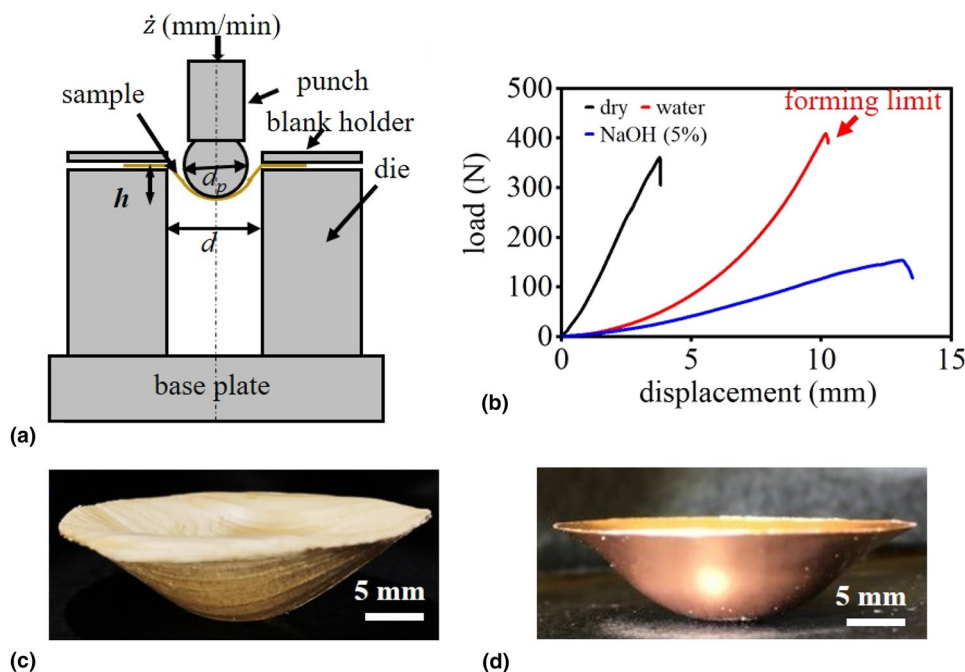 ż (mm/min)
punch
sample
blank holder
dₚ
die
h
d
base plate
(a)
500
400
300
200
100
0
load (N)
dry
water
NaOH (5%)
forming limit
0
5
10
15
displacement (mm)
(b)
5 mm
(c)
5 mm
(d)